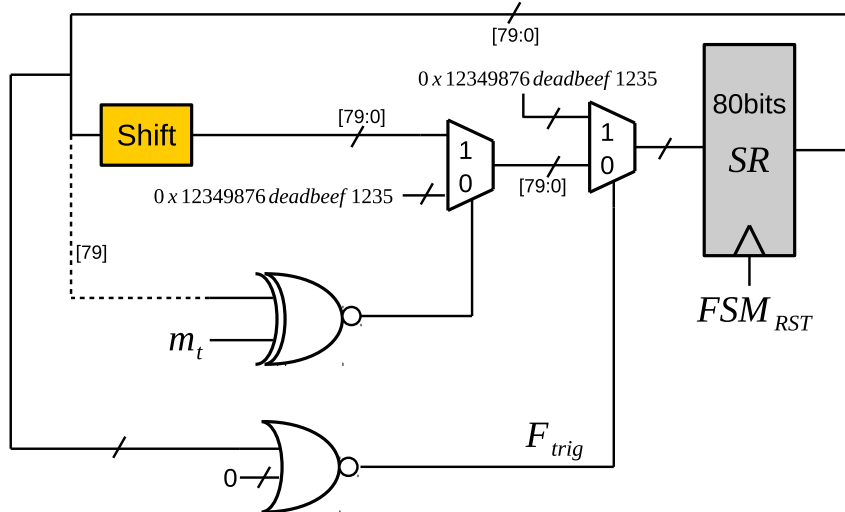 [79:0]
0 x 12349876 deadbeef 1235
80bits
[79:0]
Shift
1
1
SR
0
0
[79:0]
0 x 12349876 deadbeef 1235
[79]
FSM RST
m t
F trig
0